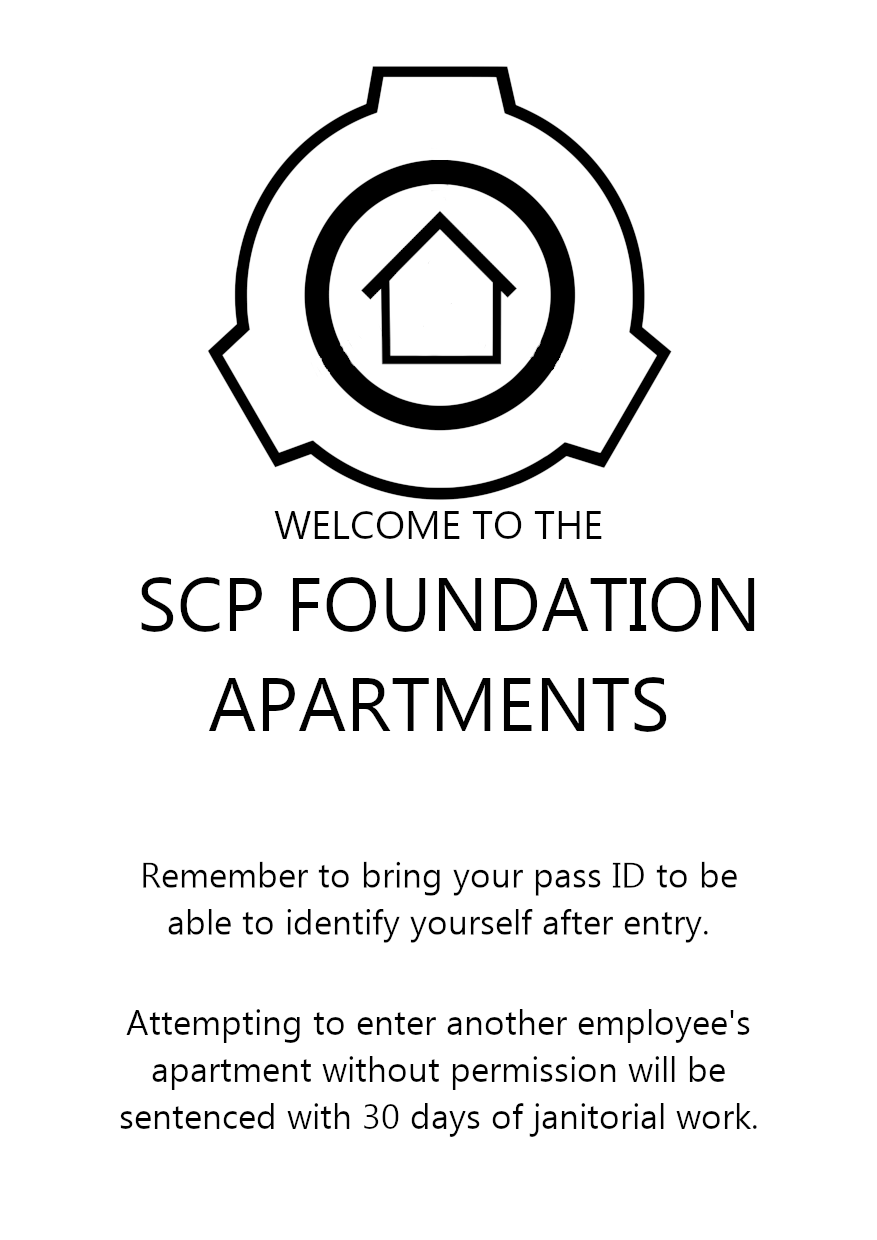 WELCOME TO THE
SCP FOUNDATION
APARTMENTS
Remember to bring your pass ID to be
able to identify yourself after entry.
Attempting to enter another employee's
apartment without permission will be
sentenced with 30 days of janitorial work.